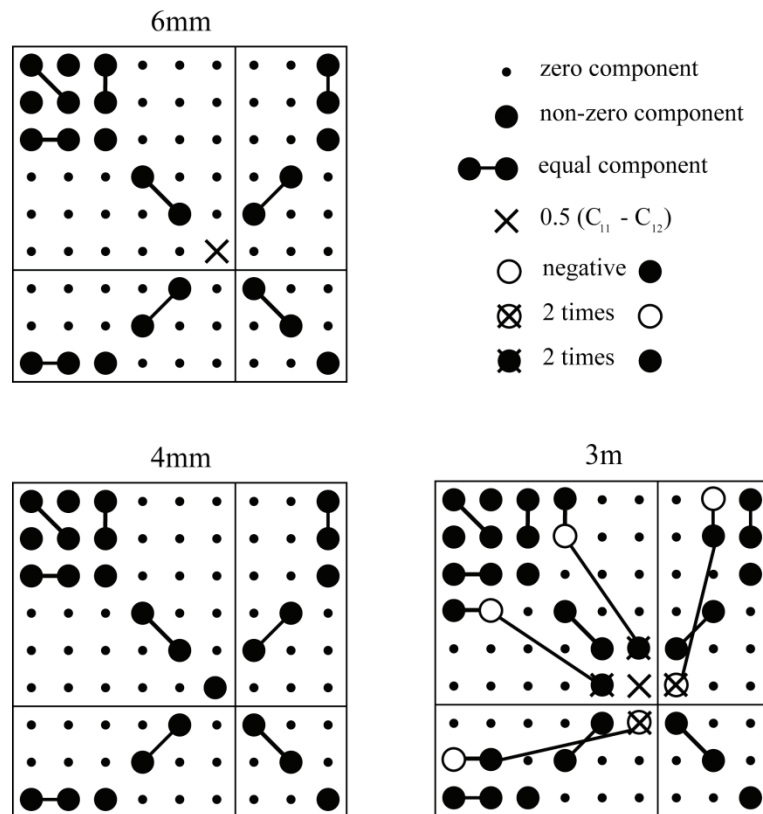 6mm
zero component
non-zero component
equal component
0.5 (C₁₁ - C₁₂)
negative
2 times
2 times
4mm
3m